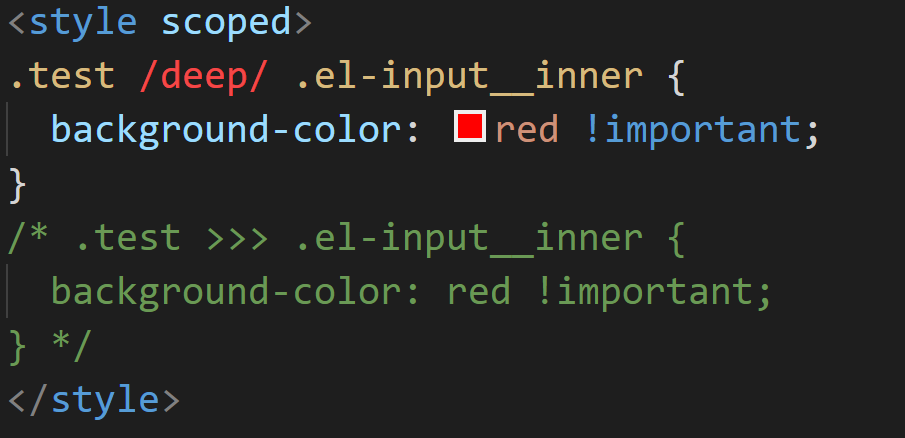 <style scoped>
.test /deep/ .el-input__inner {
  background-color: red !important;
}
/* .test >>> .el-input__inner {
  background-color: red !important;
} */
</style>